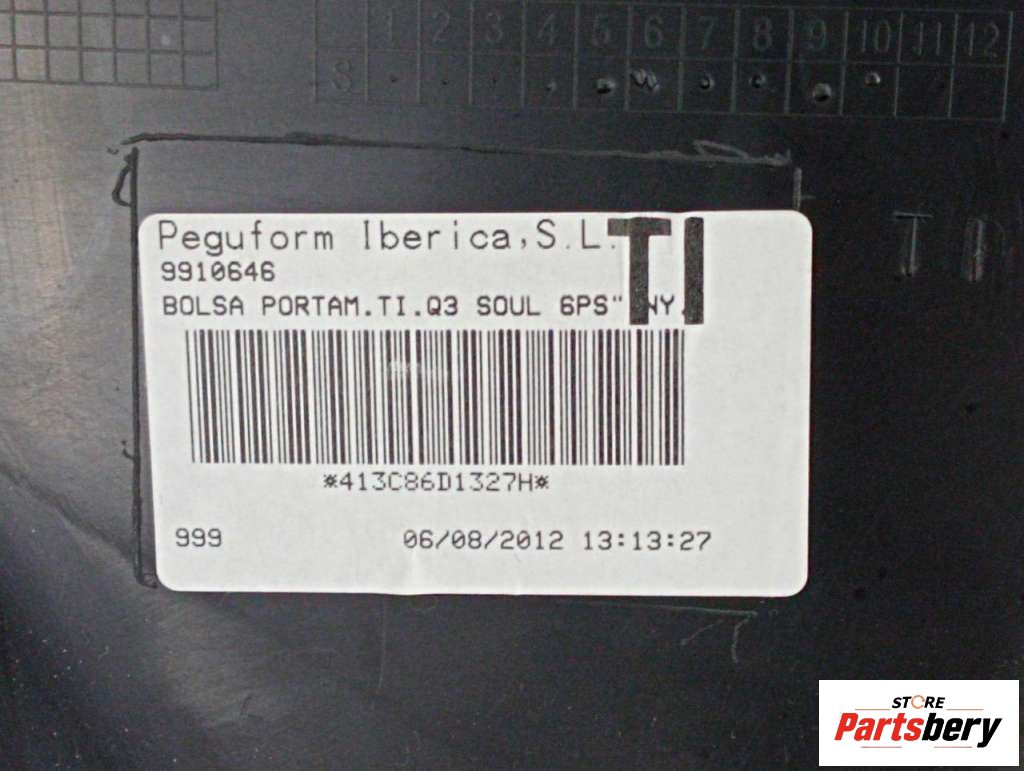 1 2 3 4 5 6 7 8 9 10 11 12
S
Peguform Iberica,S.L.
TI
9910646
BOLSA PORTAM.TI.Q3 SOUL 6PS"
*413C86D1327H*
999 06/08/2012 13:13:27
STORE
Partsbery